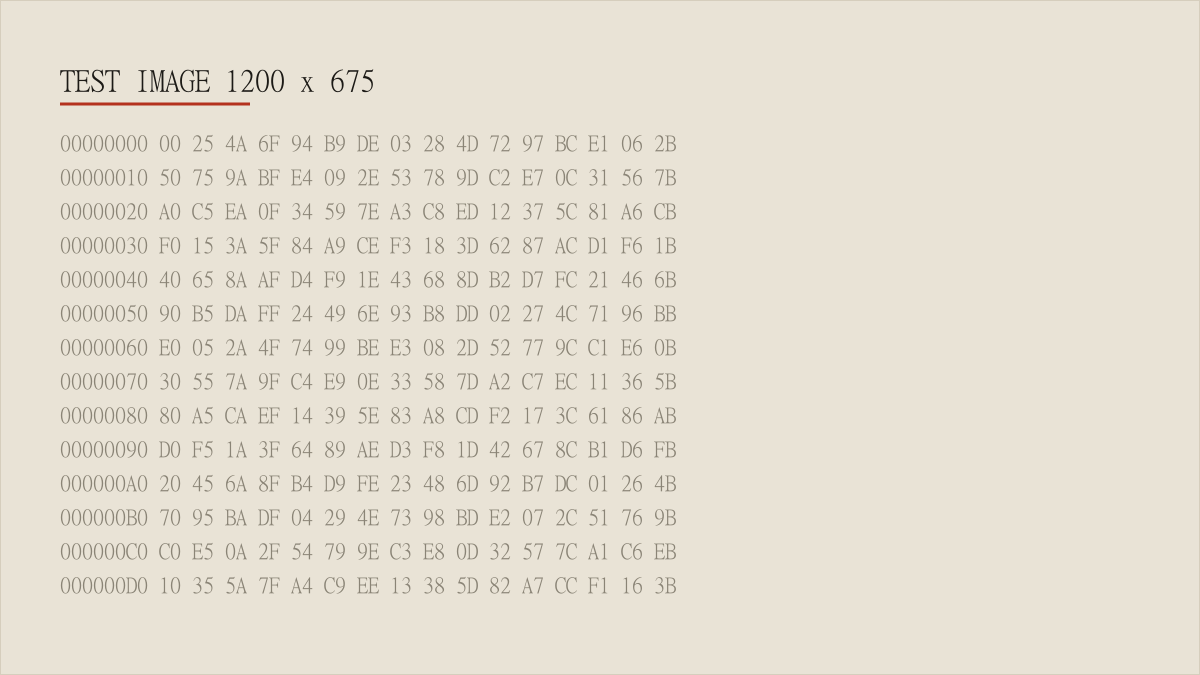 TEST IMAGE 1200 x 675
00000000 00 25 4A 6F 94 B9 DE 03 28 4D 72 97 BC E1 06 2B
00000010 50 75 9A BF E4 09 2E 53 78 9D C2 E7 0C 31 56 7B
00000020 A0 C5 EA 0F 34 59 7E A3 C8 ED 12 37 5C 81 A6 CB
00000030 F0 15 3A 5F 84 A9 CE F3 18 3D 62 87 AC D1 F6 1B
00000040 40 65 8A AF D4 F9 1E 43 68 8D B2 D7 FC 21 46 6B
00000050 90 B5 DA FF 24 49 6E 93 B8 DD 02 27 4C 71 96 BB
00000060 E0 05 2A 4F 74 99 BE E3 08 2D 52 77 9C C1 E6 0B
00000070 30 55 7A 9F C4 E9 0E 33 58 7D A2 C7 EC 11 36 5B
00000080 80 A5 CA EF 14 39 5E 83 A8 CD F2 17 3C 61 86 AB
00000090 D0 F5 1A 3F 64 89 AE D3 F8 1D 42 67 8C B1 D6 FB
000000A0 20 45 6A 8F B4 D9 FE 23 48 6D 92 B7 DC 01 26 4B
000000B0 70 95 BA DF 04 29 4E 73 98 BD E2 07 2C 51 76 9B
000000C0 C0 E5 0A 2F 54 79 9E C3 E8 0D 32 57 7C A1 C6 EB
000000D0 10 35 5A 7F A4 C9 EE 13 38 5D 82 A7 CC F1 16 3B